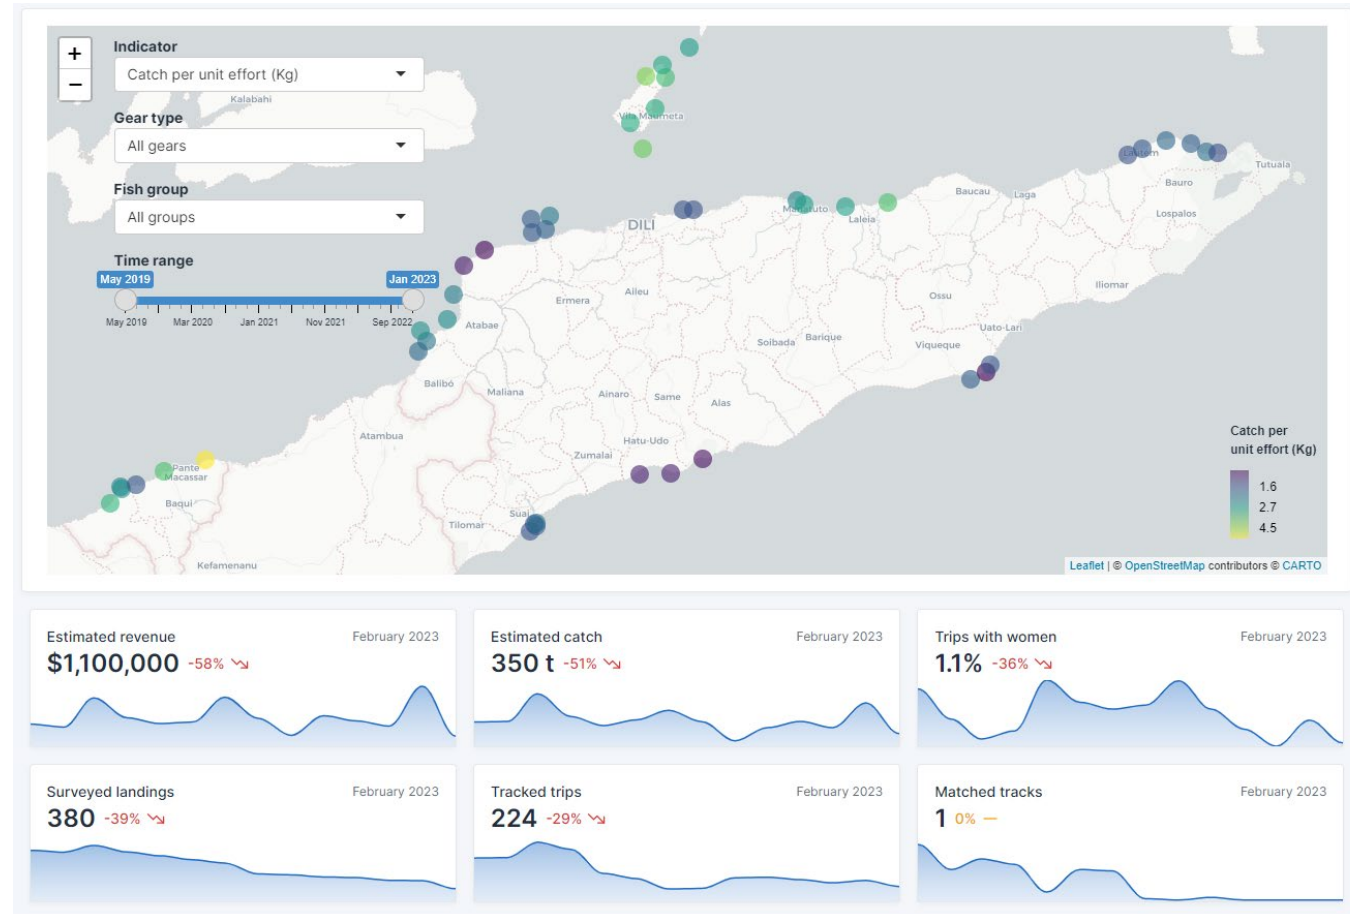 +
−
Indicator
Catch per unit effort (Kg)
Kalabahi
Gear type
All gears
Fish group
All groups
Time range
May 2019
Jan 2023
May 2019 Mar 2020 Jan 2021 Nov 2021 Sep 2022
Vila Maumeta
Lautem
Tutuala
Baucau
Laga
Bauro
Lospalos
Manatuto
Laleia
DILI
Iliomar
Aileu
Ermera
Ossu
Atabae
Uato-Lari
Soibada
Barique
Viqueque
Balibó
Maliana
Ainaro
Same
Alas
Atambua
Hatu-Udo
Zumalai
Pante
Macassar
Baqui
Suai
Tilomar
Kefamenanu
Catch per
unit effort (Kg)
1.6
2.7
4.5
Leaflet | © OpenStreetMap contributors © CARTO
Estimated revenue February 2023
$1,100,000 -58%
Estimated catch February 2023
350 t -51%
Trips with women February 2023
1.1% -36%
Surveyed landings February 2023
380 -39%
Tracked trips February 2023
224 -29%
Matched tracks February 2023
1 0%